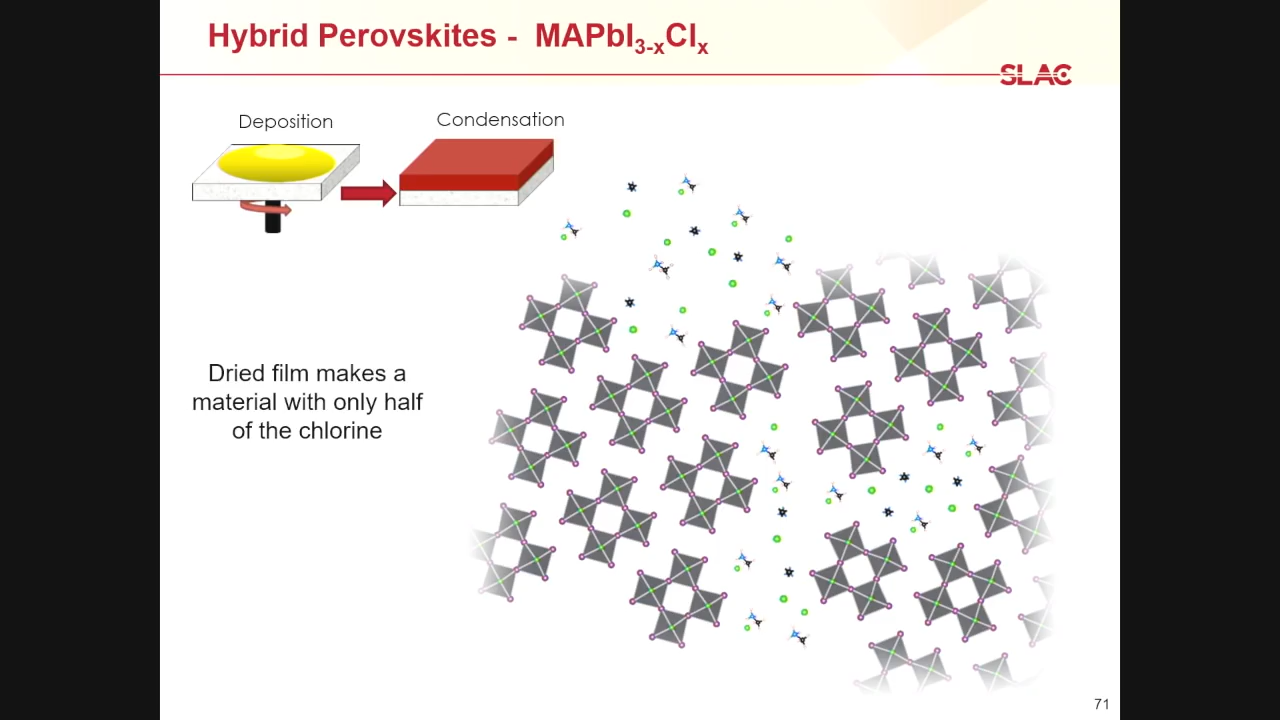 Hybrid Perovskites - MAPbI3-xClx
SLAC
Deposition
Condensation
Dried film makes a
material with only half
of the chlorine
71